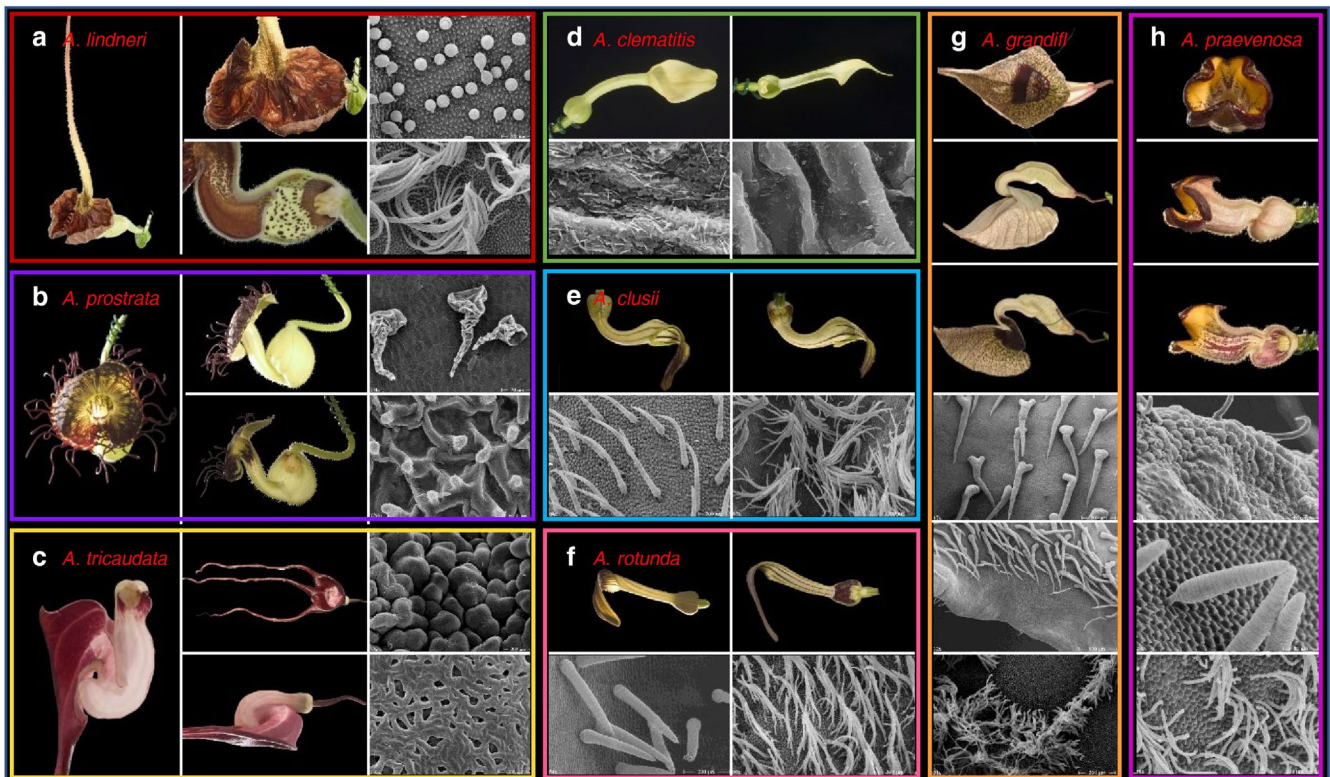 a A. lindneri
d A. clematitis
g A. grandifl
h A. praevenosa
b A. prostrata
e A. clusii
c A. tricaudata
f A. rotunda